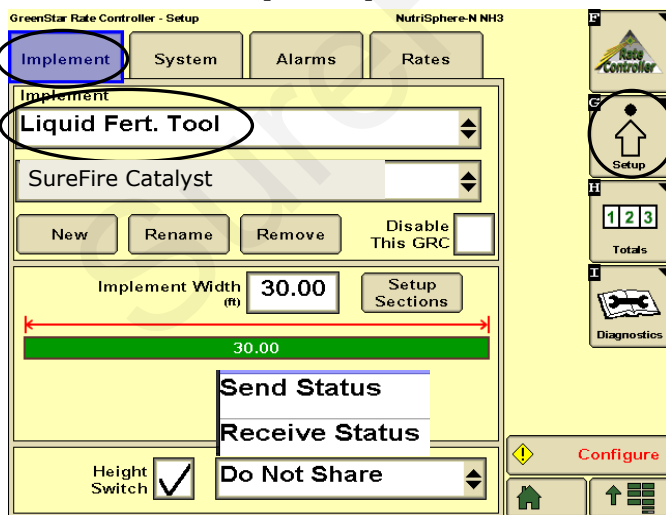 GreenStar Rate Controller - Setup NutriSphere-N NH3
Implement System Alarms Rates
Implement
Liquid Fert. Tool
SureFire Catalyst
New Rename Remove Disable
This GRC
Implement Width 30.00 Setup
(ft) Sections
30.00
Send Status
Receive Status
Height Do Not Share
Switch
F
Rate
Controller
G
Setup
H
1 2 3
Totals
I
Diagnostics
Configure